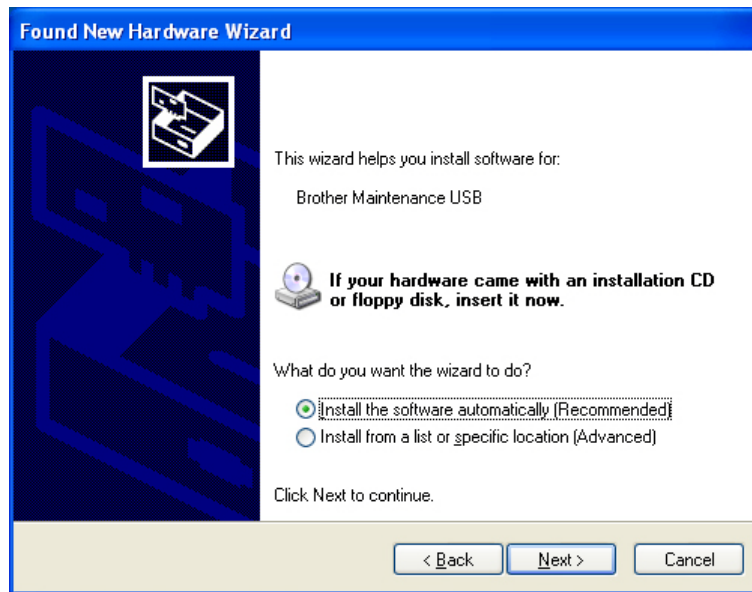 Found New Hardware Wizard
This wizard helps you install software for:
Brother Maintenance USB
If your hardware came with an installation CD
or floppy disk, insert it now.
What do you want the wizard to do?
Install the software automatically (Recommended)
Install from a list or specific location (Advanced)
Click Next to continue.
< Back Next > Cancel